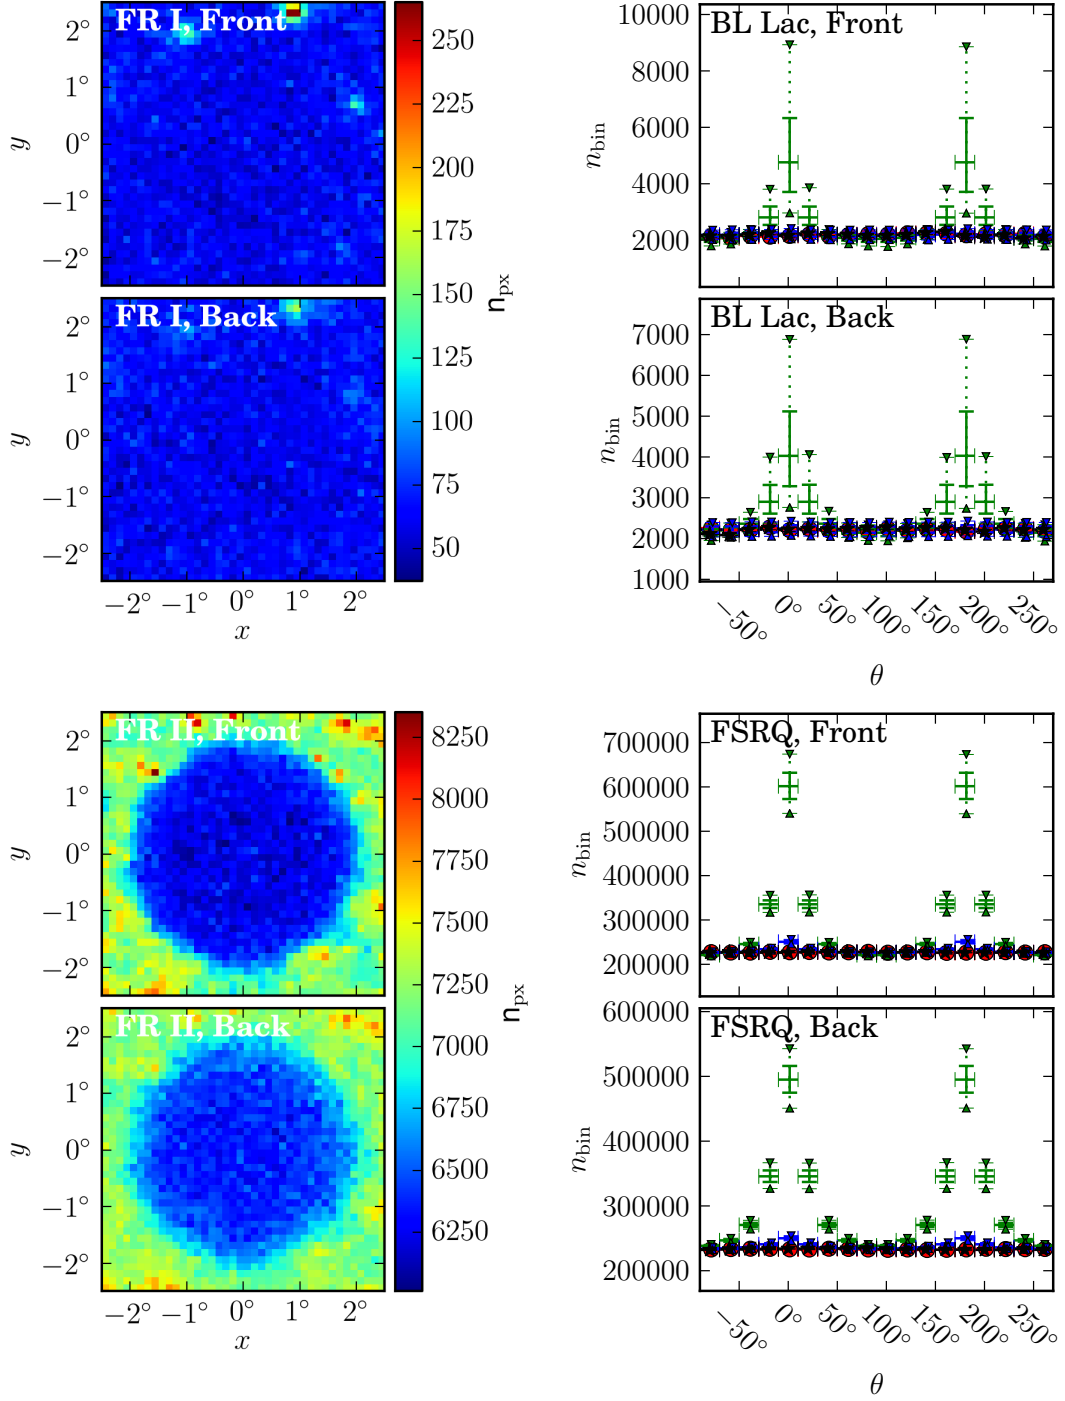 FR I, Front
2°
1°
0°
−1°
−2°
y
FR I, Back
2°
1°
0°
−1°
−2°
y
−2° −1° 0° 1° 2°
x
250
225
200
175
150
125
100
75
50
n_px
BL Lac, Front
10000
8000
6000
4000
2000
n_bin
BL Lac, Back
7000
6000
5000
4000
3000
2000
1000
n_bin
−50° 0° 50° 100° 150° 200° 250°
θ
FR II, Front
2°
1°
0°
−1°
−2°
y
FR II, Back
2°
1°
0°
−1°
−2°
y
−2° −1° 0° 1° 2°
x
8250
8000
7750
7500
7250
7000
6750
6500
6250
n_px
FSRQ, Front
700000
600000
500000
400000
300000
200000
n_bin
FSRQ, Back
600000
500000
400000
300000
200000
n_bin
−50° 0° 50° 100° 150° 200° 250°
θ